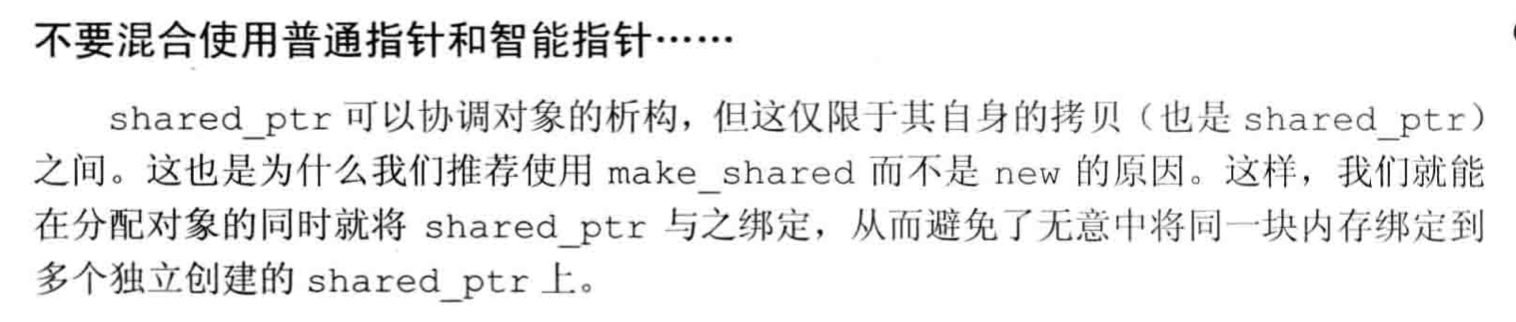 不要混合使用普通指针和智能指针……
shared_ptr 可以协调对象的析构，但这仅限于其自身的拷贝（也是 shared_ptr）
之间。这也是为什么我们推荐使用 make_shared 而不是 new 的原因。这样，我们就能
在分配对象的同时就将 shared_ptr 与之绑定，从而避免了无意中将同一块内存绑定到
多个独立创建的 shared_ptr 上。